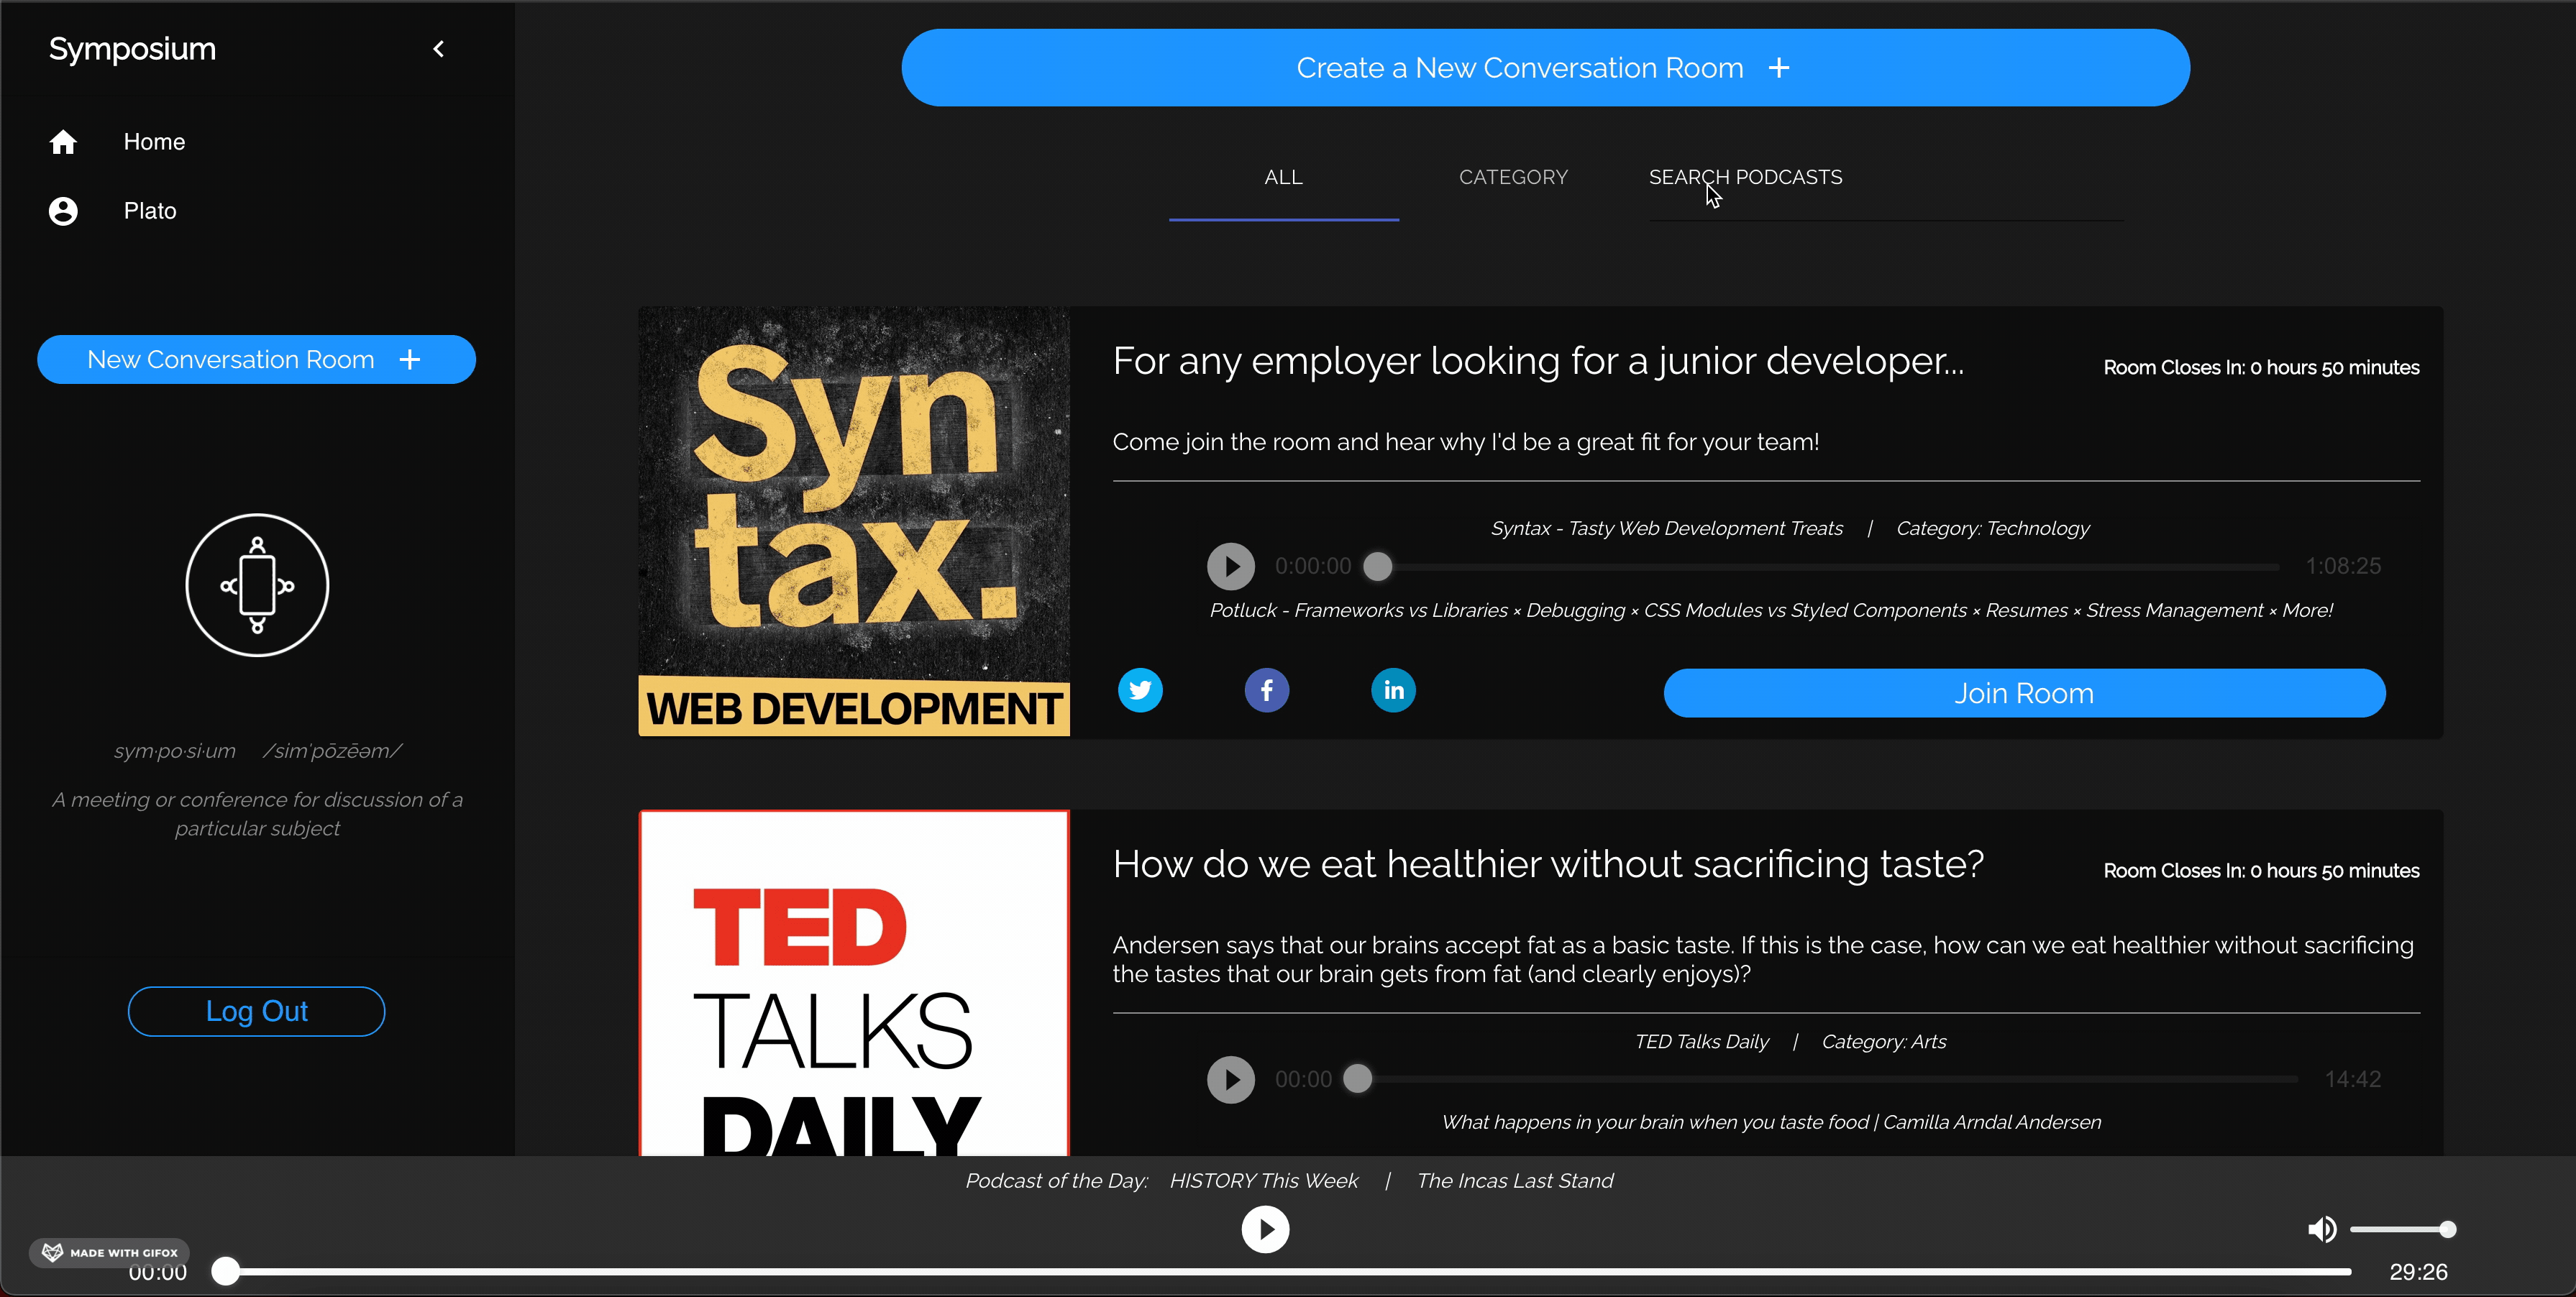 Symposium
Home
Plato
New Conversation Room
sym·po·si·um /simˈpōzēəm/
A meeting or conference for discussion of a
particular subject
Log Out
Create a New Conversation Room
ALL
CATEGORY
SEARCH PODCASTS
Syn
tax.
WEB DEVELOPMENT
For any employer looking for a junior developer...
Room Closes In: 0 hours 50 minutes
Come join the room and hear why I'd be a great fit for your team!
Syntax - Tasty Web Development Treats | Category: Technology
0:00:00
1:08:25
Potluck - Frameworks vs Libraries × Debugging × CSS Modules vs Styled Components × Resumes × Stress Management × More!
f
in
Join Room
TED
TALKS
DAILY
How do we eat healthier without sacrificing taste?
Room Closes In: 0 hours 50 minutes
Andersen says that our brains accept fat as a basic taste. If this is the case, how can we eat healthier without sacrificing
the tastes that our brain gets from fat (and clearly enjoys)?
TED Talks Daily | Category: Arts
00:00
14:42
What happens in your brain when you taste food | Camilla Arndal Andersen
Podcast of the Day: HISTORY This Week | The Incas Last Stand
MADE WITH GIFOX
00:00
29:26